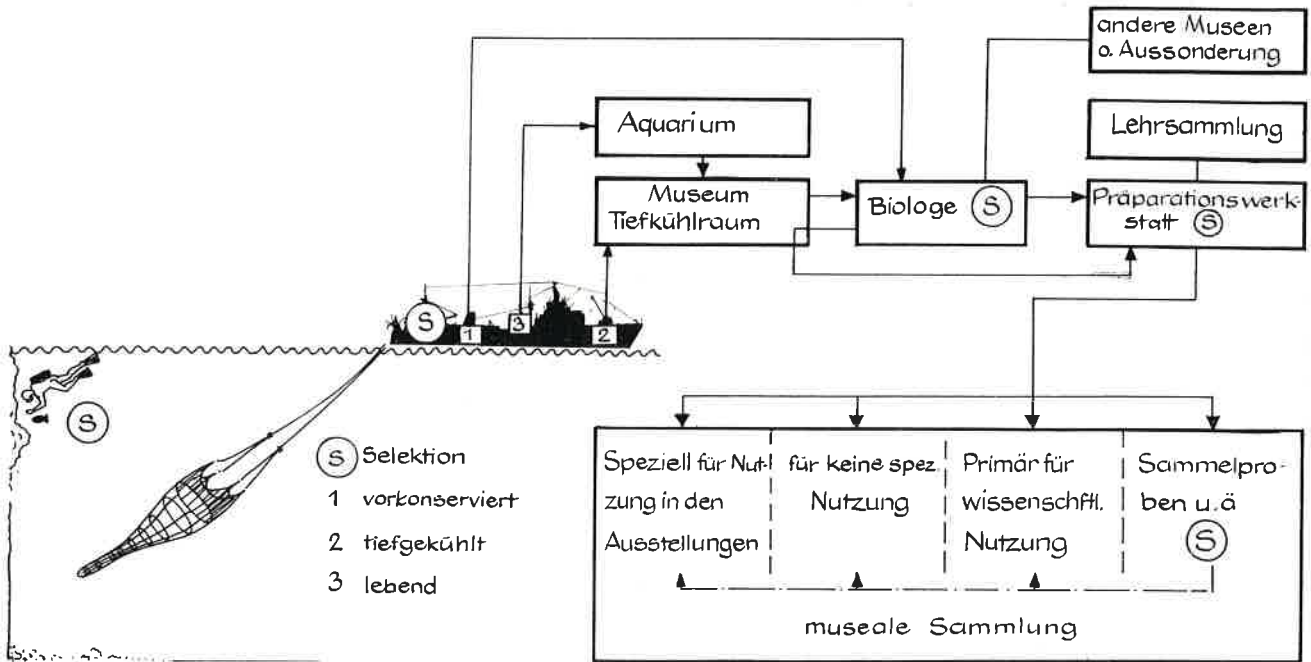 andere Museen
o. Aussonderung
Aquarium
Lehrsammlung
Museum
Tiefkühlraum
Biologe S
Präparationswerk-
statt S
S
1
3
2
S
S Selektion
1 vorkonserviert
2 tiefgekühlt
3 lebend
Speziell für Nut-
zung in den
Ausstellungen
für keine spez.
Nutzung
Primär für
wissenschftl.
Nutzung
Sammelpro-
ben u.ä
S
museale Sammlung